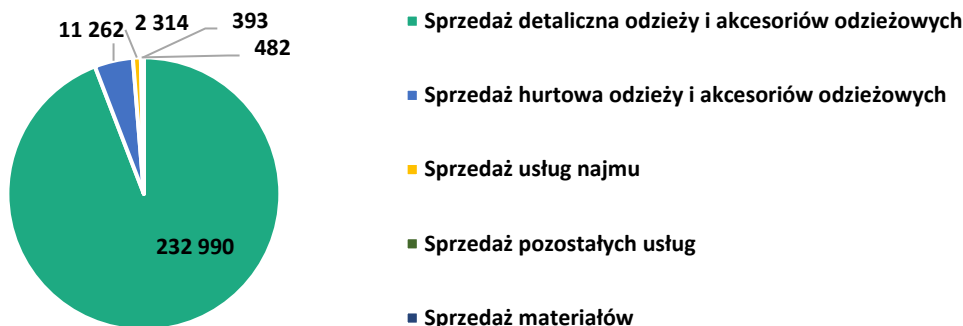 11 262
2 314
393
482
232 990
Sprzedaż detaliczna odzieży i akcesoriów odzieżowych
Sprzedaż hurtowa odzieży i akcesoriów odzieżowych
Sprzedaż usług najmu
Sprzedaż pozostałych usług
Sprzedaż materiałów